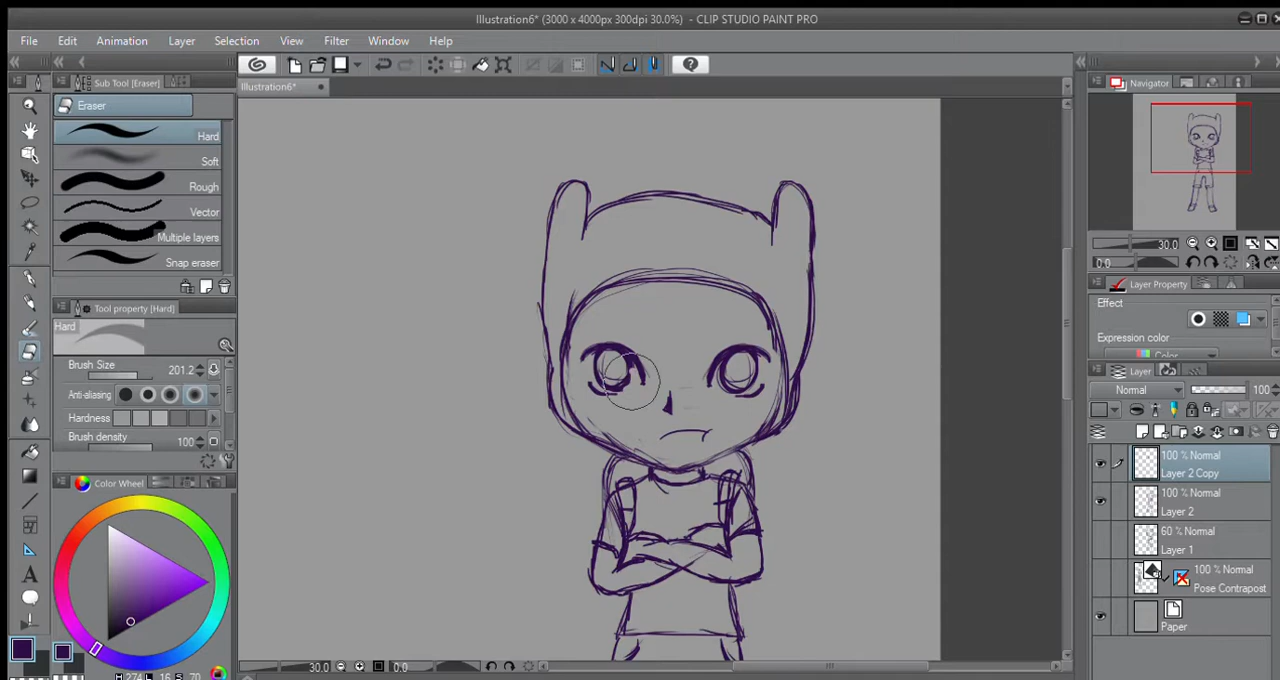 Illustration6* (3000 x 4000px 300dpi 30.0%) - CLIP STUDIO PAINT PRO
File Edit Animation Layer Selection View Filter Window Help
Sub Tool [Eraser]
Illustration6*
Navigator
Eraser
Hard
Soft
Rough
Vector
Multiple layers
Snap eraser
Tool property [Hard]
Hard
Brush Size 201.2
Anti-aliasing
Hardness
Brush density 100
Color Wheel
H 274 L 16 S 70
30.0 0.0
30.0
0.0
Layer Property
Effect
Expression color
Color
Layer
Normal 100
100 % Normal
Layer 2 Copy
100 % Normal
Layer 2
60 % Normal
Layer 1
100 % Normal
Pose Contrapost
Paper
A